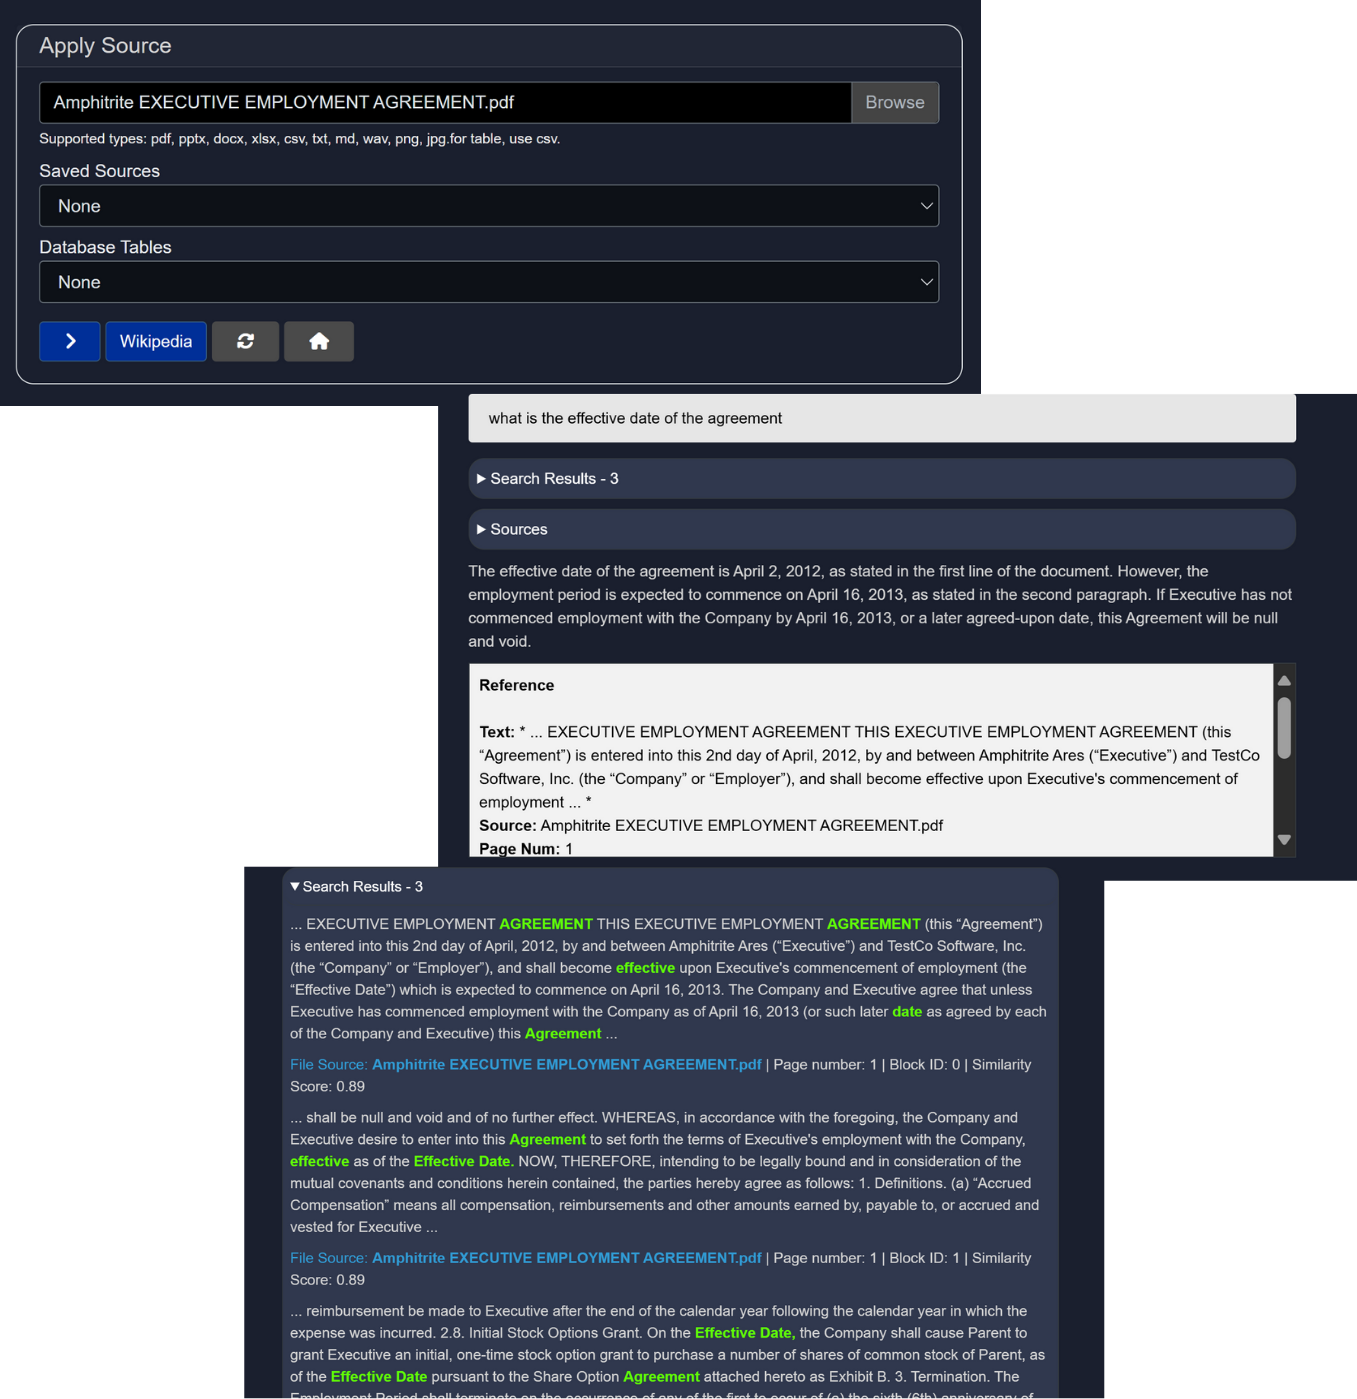 Apply Source
Amphitrite EXECUTIVE EMPLOYMENT AGREEMENT.pdf
Browse
Supported types: pdf, pptx, docx, xlsx, csv, txt, md, wav, png, jpg.for table, use csv.
Saved Sources
None
Database Tables
None
Wikipedia
what is the effective date of the agreement
Search Results - 3
Sources
The effective date of the agreement is April 2, 2012, as stated in the first line of the document. However, the
employment period is expected to commence on April 16, 2013, as stated in the second paragraph. If Executive has not
commenced employment with the Company by April 16, 2013, or a later agreed-upon date, this Agreement will be null
and void.
Reference
Text: * ... EXECUTIVE EMPLOYMENT AGREEMENT THIS EXECUTIVE EMPLOYMENT AGREEMENT (this
“Agreement”) is entered into this 2nd day of April, 2012, by and between Amphitrite Ares (“Executive”) and TestCo
Software, Inc. (the “Company” or “Employer”), and shall become effective upon Executive's commencement of
employment ... *
Source: Amphitrite EXECUTIVE EMPLOYMENT AGREEMENT.pdf
Page Num: 1
Search Results - 3
... EXECUTIVE EMPLOYMENT AGREEMENT THIS EXECUTIVE EMPLOYMENT AGREEMENT (this “Agreement”)
is entered into this 2nd day of April, 2012, by and between Amphitrite Ares (“Executive”) and TestCo Software, Inc.
(the “Company” or “Employer”), and shall become effective upon Executive's commencement of employment (the
“Effective Date”) which is expected to commence on April 16, 2013. The Company and Executive agree that unless
Executive has commenced employment with the Company as of April 16, 2013 (or such later date as agreed by each
of the Company and Executive) this Agreement ...
File Source: Amphitrite EXECUTIVE EMPLOYMENT AGREEMENT.pdf | Page number: 1 | Block ID: 0 | Similarity
Score: 0.89
... shall be null and void and of no further effect. WHEREAS, in accordance with the foregoing, the Company and
Executive desire to enter into this Agreement to set forth the terms of Executive's employment with the Company,
effective as of the Effective Date. NOW, THEREFORE, intending to be legally bound and in consideration of the
mutual covenants and conditions herein contained, the parties hereby agree as follows: 1. Definitions. (a) “Accrued
Compensation” means all compensation, reimbursements and other amounts earned by, payable to, or accrued and
vested for Executive ...
File Source: Amphitrite EXECUTIVE EMPLOYMENT AGREEMENT.pdf | Page number: 1 | Block ID: 1 | Similarity
Score: 0.89
... reimbursement be made to Executive after the end of the calendar year following the calendar year in which the
expense was incurred. 2.8. Initial Stock Options Grant. On the Effective Date, the Company shall cause Parent to
grant Executive an initial, one-time stock option grant to purchase a number of shares of common stock of Parent, as
of the Effective Date pursuant to the Share Option Agreement attached hereto as Exhibit B. 3. Termination. The
Employment Period shall terminate on the occurrence of any of the first to occur of (a) the sixth (6th) anniversary of